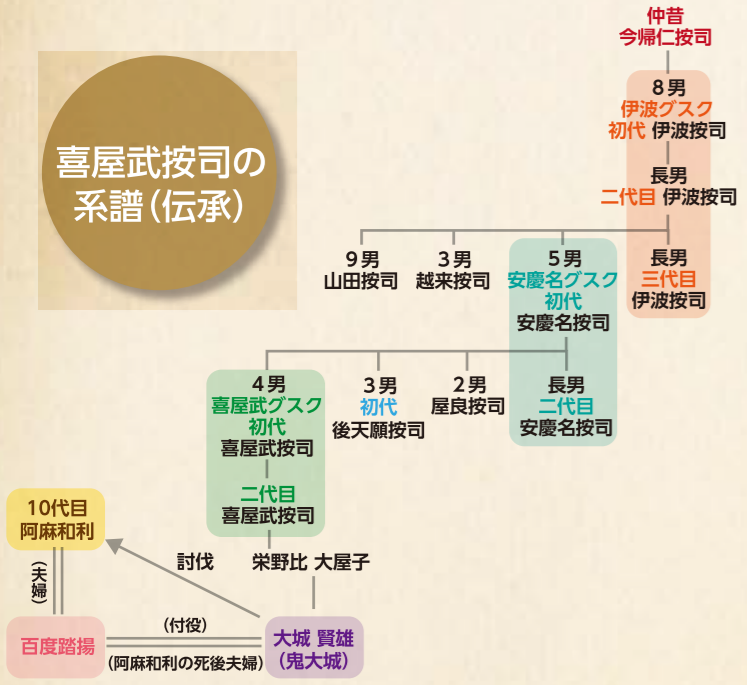 仲昔
今帰仁按司
喜屋武按司の
系譜(伝承)
8男
伊波グスク
初代 伊波按司
長男
二代目 伊波按司
9男
山田按司
3男
越来按司
5男
安慶名グスク
初代
安慶名按司
長男
三代目
伊波按司
4男
喜屋武グスク
初代
喜屋武按司
3男
初代
後天願按司
2男
屋良按司
長男
二代目
安慶名按司
二代目
喜屋武按司
10代目
阿麻和利
討伐
栄野比 大屋子
(夫婦)
百度踏揚
(付役)
(阿麻和利の死後夫婦)
大城 賢雄
(鬼大城)